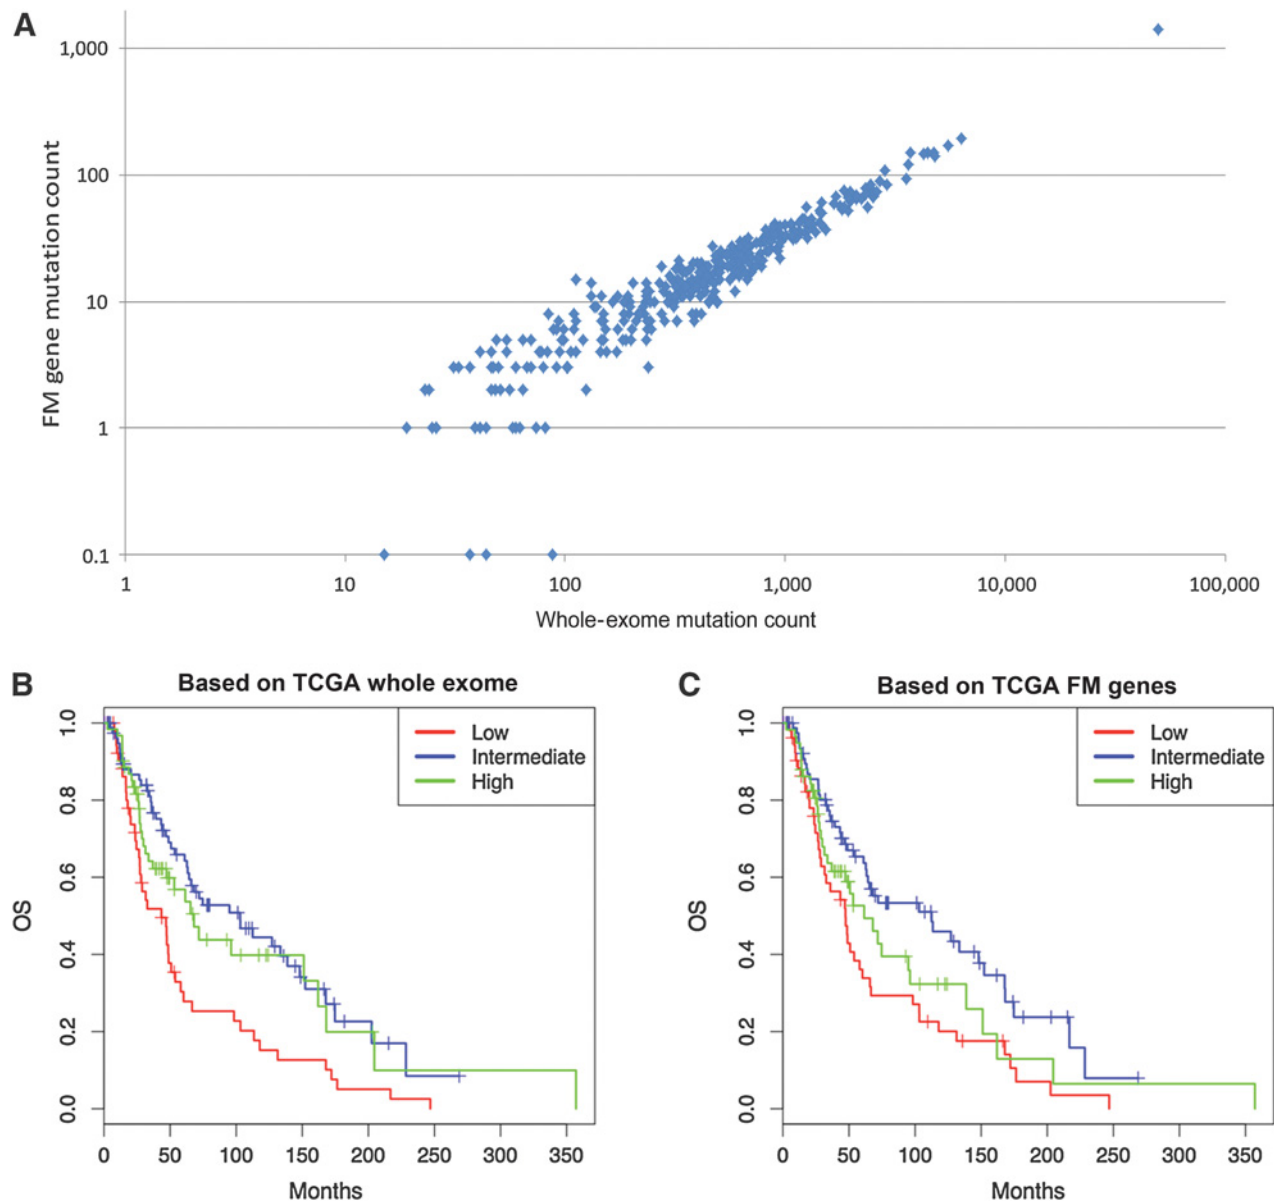 A
1,000
100
10
1
0.1
FM gene mutation count
1
10
100
1,000
10,000
100,000
Whole-exome mutation count
B
Based on TCGA whole exome
Low
Intermediate
High
1.0
0.8
0.6
0.4
0.2
0.0
OS
0
50
100
150
200
250
300
350
Months
C
Based on TCGA FM genes
Low
Intermediate
High
1.0
0.8
0.6
0.4
0.2
0.0
OS
0
50
100
150
200
250
300
350
Months